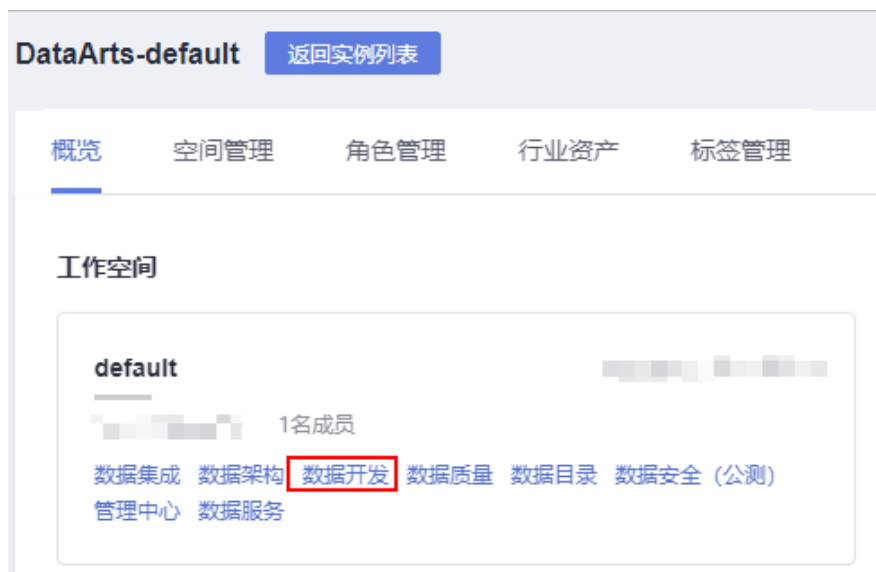 DataArts-default 返回实例列表
概览 空间管理 角色管理 行业资产 标签管理
工作空间
default
1名成员
数据集成 数据架构 数据开发 数据质量 数据目录 数据安全 (公测)
管理中心 数据服务